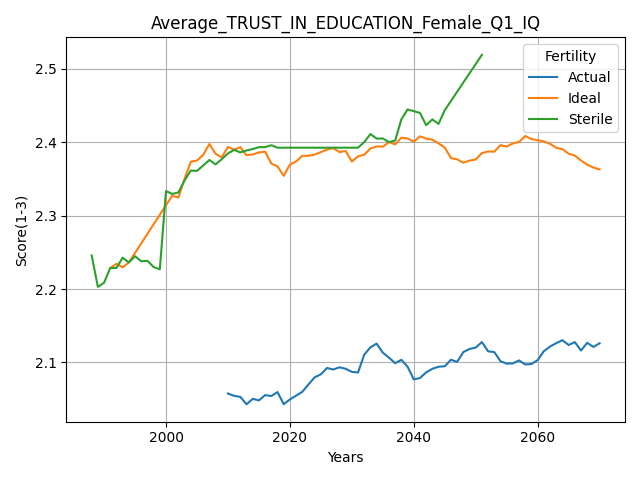 Average_TRUST_IN_EDUCATION_Female_Q1_IQ
Fertility
Actual
Ideal
Sterile
Score(1-3)
2.5
2.4
2.3
2.2
2.1
2000 2020 2040 2060
Years